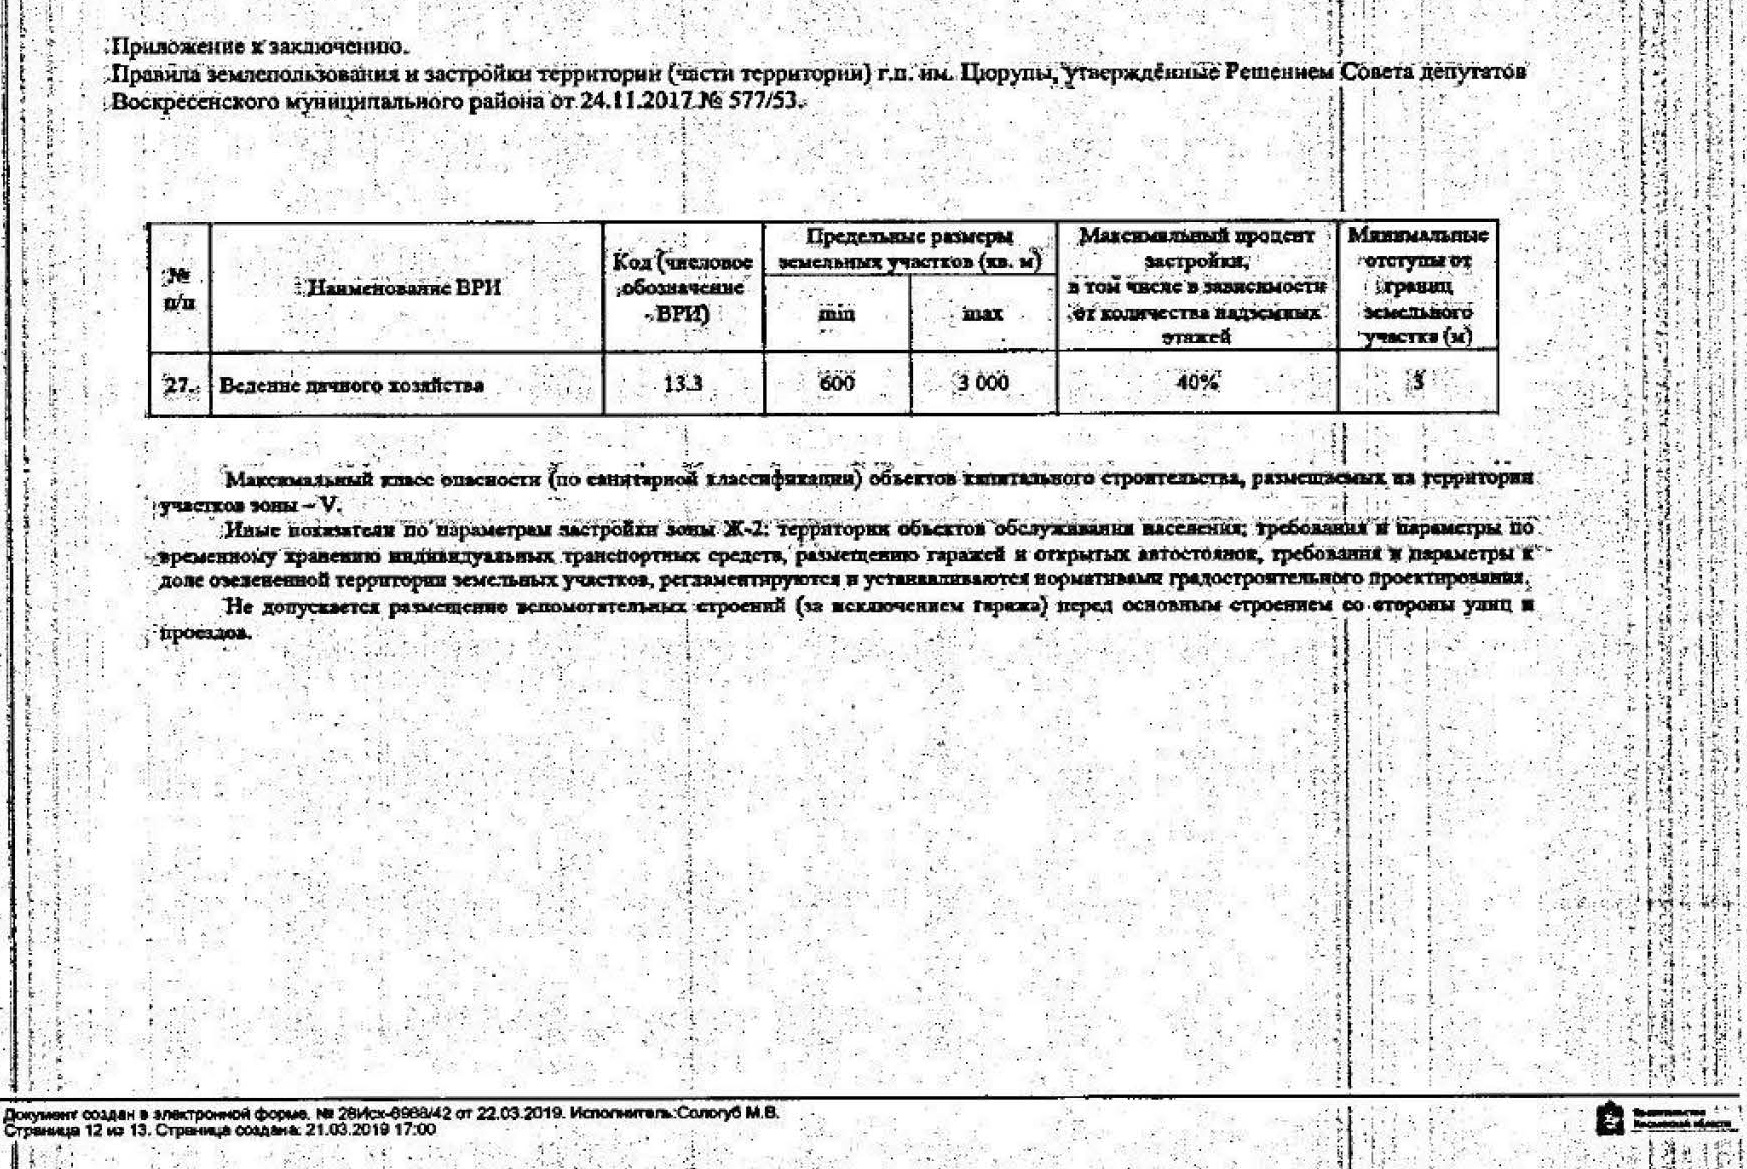 Приложение к заключению.
Правила землепользования и застройки территории (части территории) г.п. им. Цюрупы, утверждённые Решением Совета депутатов
Воскресенского муниципального района от 24.11.2017 № 577/53.
№
п/п
Наименование ВРИ
Код (числовое
обозначение
ВРИ)
Предельные размеры
земельных участков (кв. м)
min
max
Максимальный процент
застройки,
в том числе в зависимости
от количества надземных
этажей
Минимальные
отступы от
границ
земельного
участка (м)
27.
Ведение дачного хозяйства
13.3
600
3 000
40%
3
Максимальный класс опасности (по санитарной классификации) объектов капитального строительства, размещаемых на территории
участков зоны – V.
Иные показатели по параметрам застройки зоны Ж-2: территории объектов обслуживания населения; требования и параметры по
временному хранению индивидуальных транспортных средств, размещению гаражей и открытых автостоянок, требования и параметры к
доле озелененной территории земельных участков, регламентируются и устанавливаются нормативами градостроительного проектирования.
Не допускается размещение вспомогательных строений (за исключением гаража) перед основным строением со стороны улиц и
проездов.
Документ создан в электронной форме. № 28Исх-6988/42 от 22.03.2019. Исполнитель:Сологуб М.В.
Страница 12 из 13. Страница создана: 21.03.2019 17:00
Правительство
Московской области